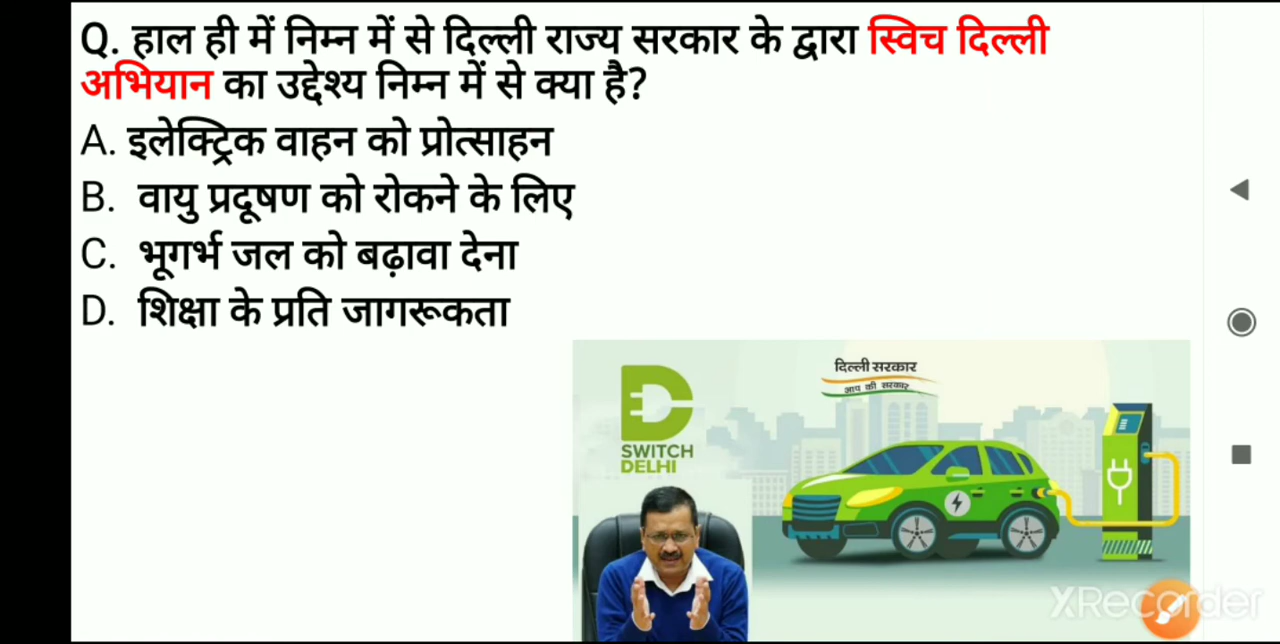 Q. हाल ही में निम्न में से दिल्ली राज्य सरकार के द्वारा स्विच दिल्ली
अभियान का उद्देश्य निम्न में से क्या है?
A. इलेक्ट्रिक वाहन को प्रोत्साहन
B. वायु प्रदूषण को रोकने के लिए
C. भूगर्भ जल को बढ़ावा देना
D. शिक्षा के प्रति जागरूकता
दिल्ली सरकार
आप की सरकार
SWITCH
DELHI
XRecorder